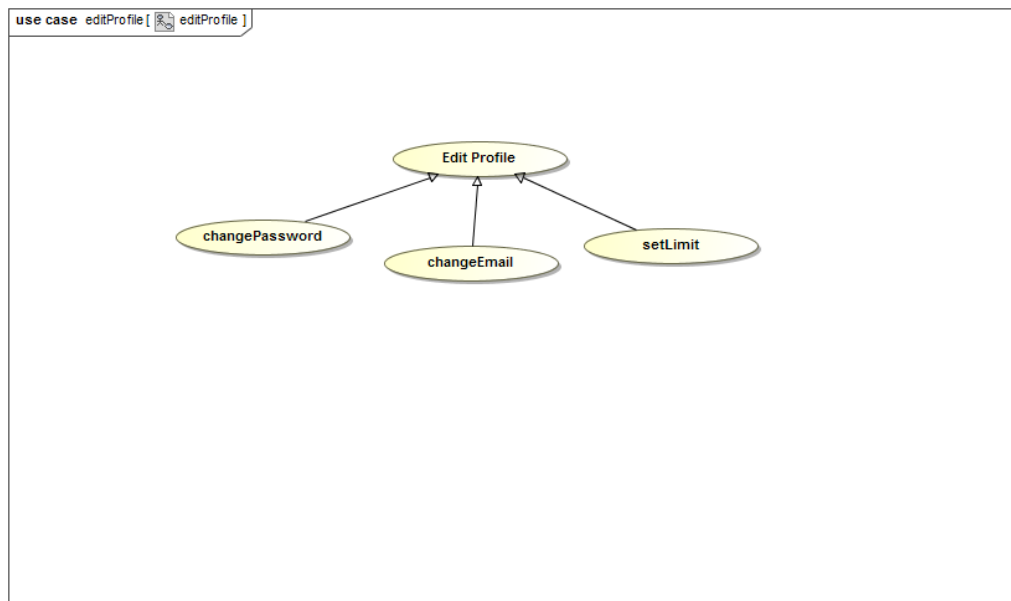 use case editProfile [ editProfile ]
Edit Profile
changePassword
changeEmail
setLimit